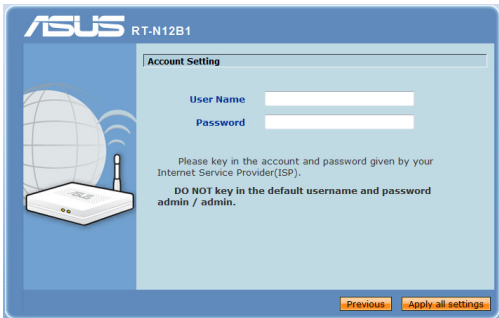 ASUS RT-N12B1
Account Setting
User Name
Password
Please key in the account and password given by your
Internet Service Provider(ISP).
DO NOT key in the default username and password
admin / admin.
ASUS
Previous Apply all settings